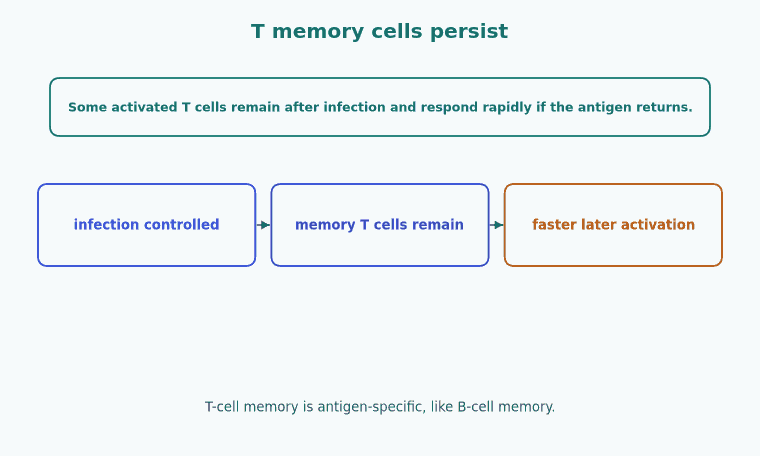 T memory cells persist
Some activated T cells remain after infection and respond rapidly if the antigen returns.
infection controlled
memory T cells remain
faster later activation
T-cell memory is antigen-specific, like B-cell memory.